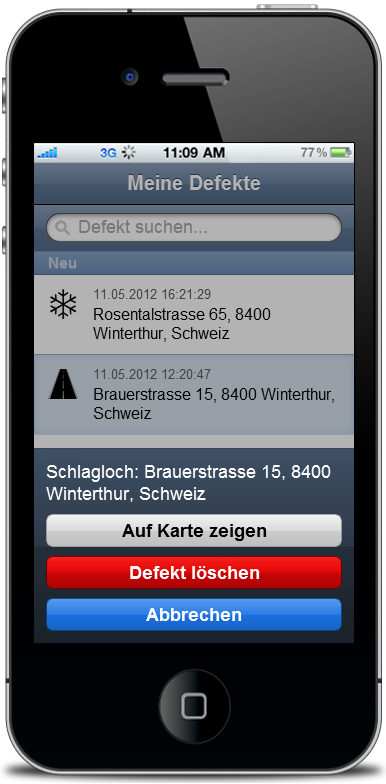 3G 11:09 AM 77%
Meine Defekte
Defekt suchen...
Neu
11.05.2012 16:21:29
Rosentalstrasse 65, 8400
Winterthur, Schweiz
11.05.2012 12:20:47
Brauerstrasse 15, 8400 Winterthur,
Schweiz
Schlagloch: Brauerstrasse 15, 8400
Winterthur, Schweiz
Auf Karte zeigen
Defekt löschen
Abbrechen